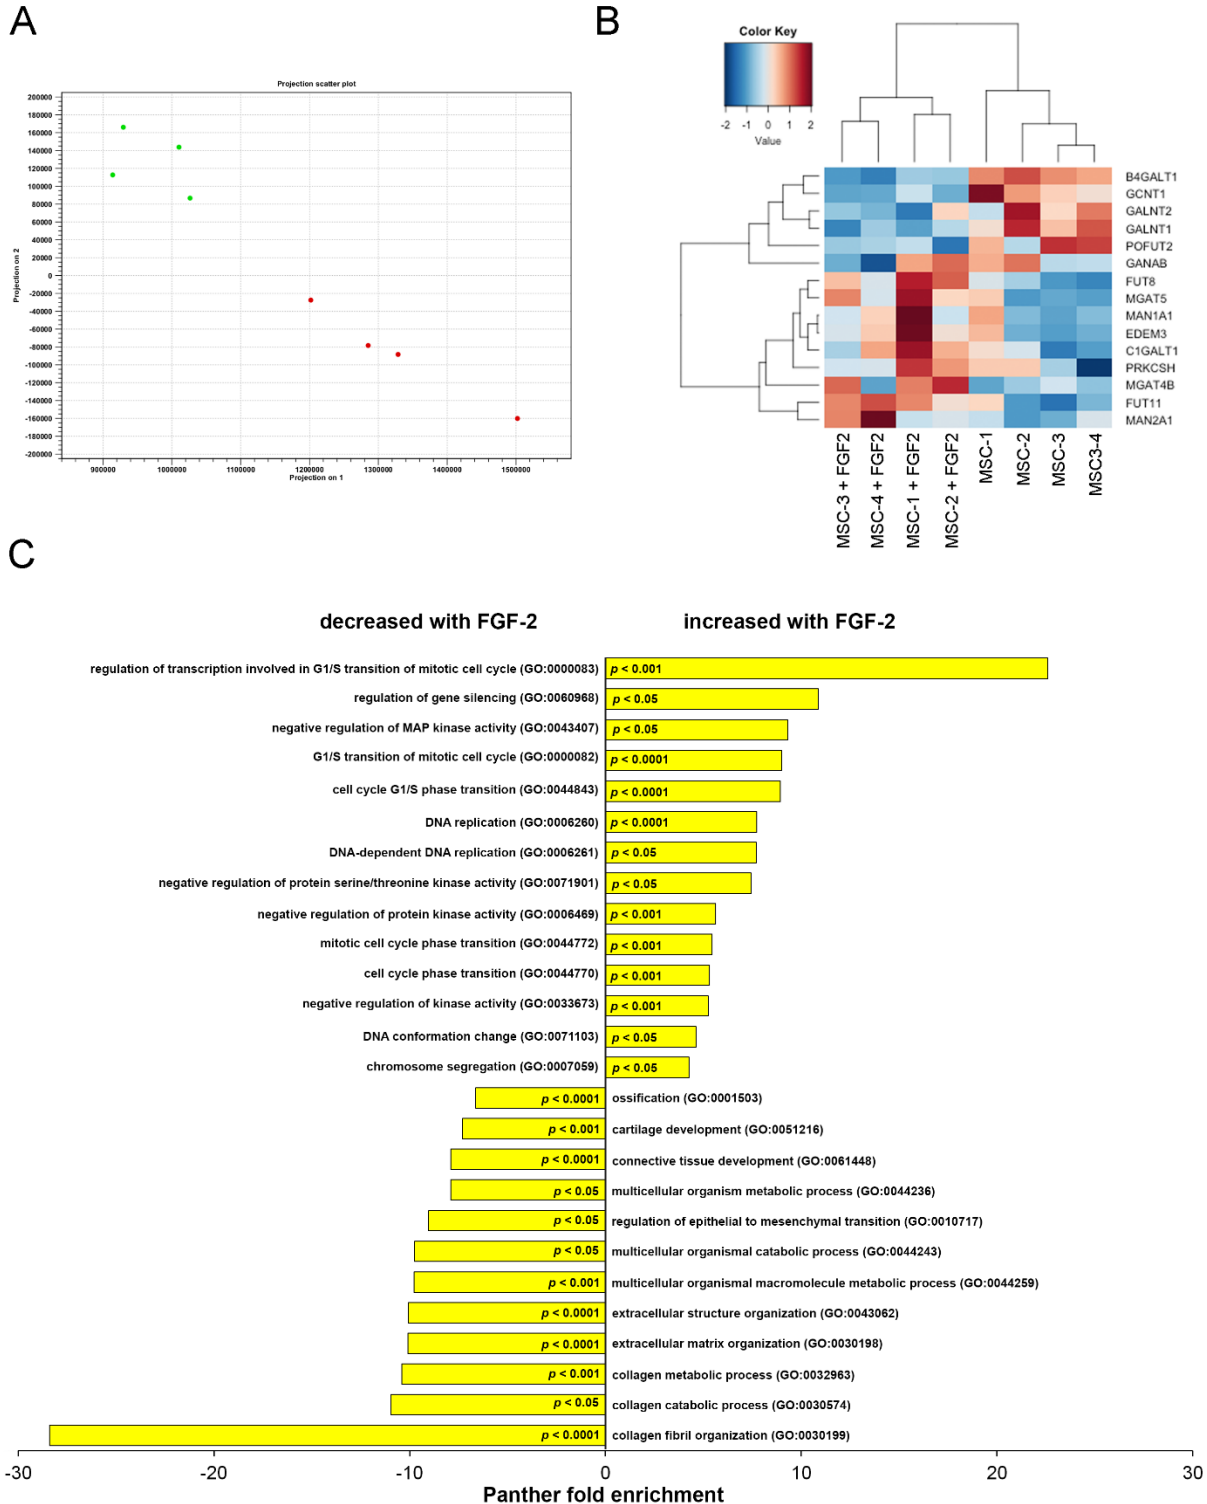 A
Projection scatter plot
200000
180000
160000
140000
120000
100000
80000
60000
40000
20000
0
-20000
-40000
-60000
-80000
-100000
-120000
-140000
-160000
-180000
-200000
Projection on 2
900000 1000000 1100000 1200000 1300000 1400000 1500000
Projection on 1
B
Color Key
-2 -1 0 1 2
Value
B4GALT1
GCNT1
GALNT2
GALNT1
POFUT2
GANAB
FUT8
MGAT5
MAN1A1
EDEM3
C1GALT1
PRKCSH
MGAT4B
FUT11
MAN2A1
MSC-3 + FGF2
MSC-4 + FGF2
MSC-1 + FGF2
MSC-2 + FGF2
MSC-1
MSC-2
MSC-3
MSC3-4
C
decreased with FGF-2 increased with FGF-2
regulation of transcription involved in G1/S transition of mitotic cell cycle (GO:0000083) p < 0.001
regulation of gene silencing (GO:0060968) p < 0.05
negative regulation of MAP kinase activity (GO:0043407) p < 0.05
G1/S transition of mitotic cell cycle (GO:0000082) p < 0.0001
cell cycle G1/S phase transition (GO:0044843) p < 0.0001
DNA replication (GO:0006260) p < 0.0001
DNA-dependent DNA replication (GO:0006261) p < 0.05
negative regulation of protein serine/threonine kinase activity (GO:0071901) p < 0.05
negative regulation of protein kinase activity (GO:0006469) p < 0.001
mitotic cell cycle phase transition (GO:0044772) p < 0.001
cell cycle phase transition (GO:0044770) p < 0.001
negative regulation of kinase activity (GO:0033673) p < 0.001
DNA conformation change (GO:0071103) p < 0.05
chromosome segregation (GO:0007059) p < 0.05
p < 0.0001 ossification (GO:0001503)
p < 0.001 cartilage development (GO:0051216)
p < 0.0001 connective tissue development (GO:0061448)
p < 0.05 multicellular organism metabolic process (GO:0044236)
p < 0.05 regulation of epithelial to mesenchymal transition (GO:0010717)
p < 0.05 multicellular organismal catabolic process (GO:0044243)
p < 0.001 multicellular organismal macromolecule metabolic process (GO:0044259)
p < 0.0001 extracellular structure organization (GO:0043062)
p < 0.0001 extracellular matrix organization (GO:0030198)
p < 0.001 collagen metabolic process (GO:0032963)
p < 0.05 collagen catabolic process (GO:0030574)
p < 0.0001 collagen fibril organization (GO:0030199)
-30 -20 -10 0 10 20 30
Panther fold enrichment